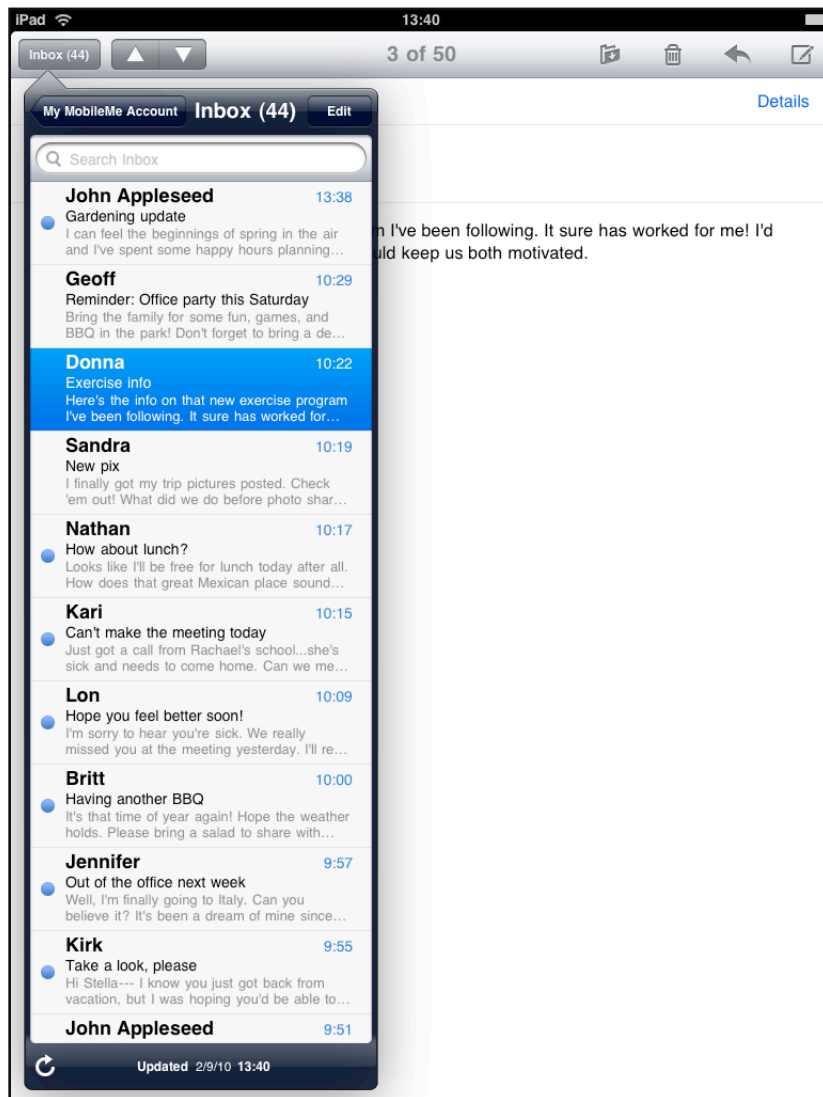 iPad 13:40
Inbox (44) 3 of 50
My MobileMe Account Inbox (44) Edit
Details
Search Inbox
John Appleseed 13:38
Gardening update
I can feel the beginnings of spring in the air
and I've spent some happy hours planning...
I've been following. It sure has worked for me! I'd
keep us both motivated.
Geoff 10:29
Reminder: Office party this Saturday
Bring the family for some fun, games, and
BBQ in the park! Don't forget to bring a de...
Donna 10:22
Exercise info
Here's the info on that new exercise program
I've been following. It sure has worked for...
Sandra 10:19
New pix
I finally got my trip pictures posted. Check
'em out! What did we do before photo shar...
Nathan 10:17
How about lunch?
Looks like I'll be free for lunch today after all.
How does that great Mexican place sound...
Kari 10:15
Can't make the meeting today
Just got a call from Rachael's school...she's
sick and needs to come home. Can we me...
Lon 10:09
Hope you feel better soon!
I'm sorry to hear you're sick. We really
missed you at the meeting yesterday. I'll re...
Britt 10:00
Having another BBQ
It's that time of year again! Hope the weather
holds. Please bring a salad to share with...
Jennifer 9:57
Out of the office next week
Well, I'm finally going to Italy. Can you
believe it? It's been a dream of mine since...
Kirk 9:55
Take a look, please
Hi Stella--- I know you just got back from
vacation, but I was hoping you'd be able to...
John Appleseed 9:51
Updated 2/9/10 13:40